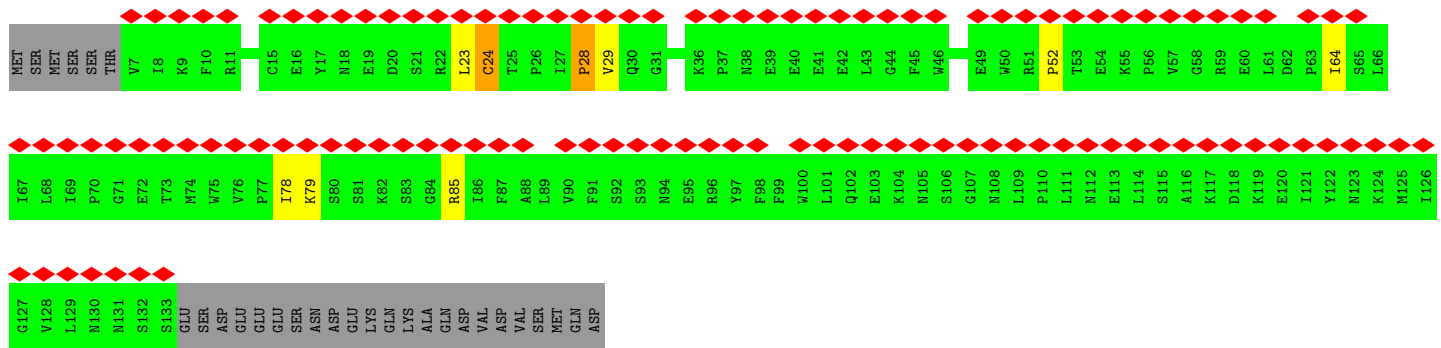 MET SER MET SER SER THR V7 I8 K9 F10 R11 C15 E16 Y17 N18 E19 D20 S21 R22 L23 C24 T25 P26 I27 P28 V29 Q30 G31 K36 P37 N38 E39 E40 E41 E42 L43 G44 F45 W46 E49 W50 R51 P52 T53 E54 K55 P56 V57 G58 R59 E60 L61 D62 P63 I64 S65 L66
I67 L68 I69 P70 G71 E72 T73 M74 W75 V76 P77 I78 K79 S80 S81 K82 S83 G84 R85 I86 F87 A88 L89 V90 F91 S92 S93 N94 E95 R96 Y97 F98 F99 W100 L101 Q102 E103 K104 N105 S106 G107 N108 L109 P110 L111 N112 E113 L114 S115 A116 K117 D118 K119 E120 I121 Y122 N123 K124 M125 I126
G127 V128 L129 N130 N131 S132 S133 GLU SER ASP GLU GLU GLU SER ASN ASP GLU LYS GLN LYS ALA GLN ASP VAL ASP VAL SER MET GLN ASP